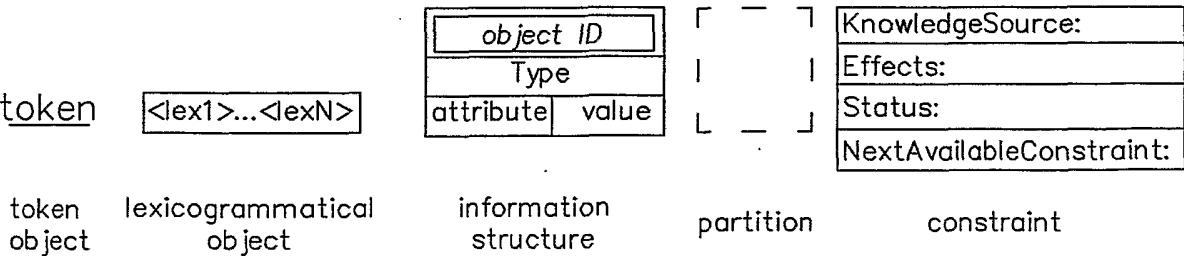 token
<lex1>...<lexN>
object ID
Type
attribute value
KnowledgeSource:
Effects:
Status:
NextAvailableConstraint:
token
object
lexicogrammatical
object
information
structure
partition
constraint